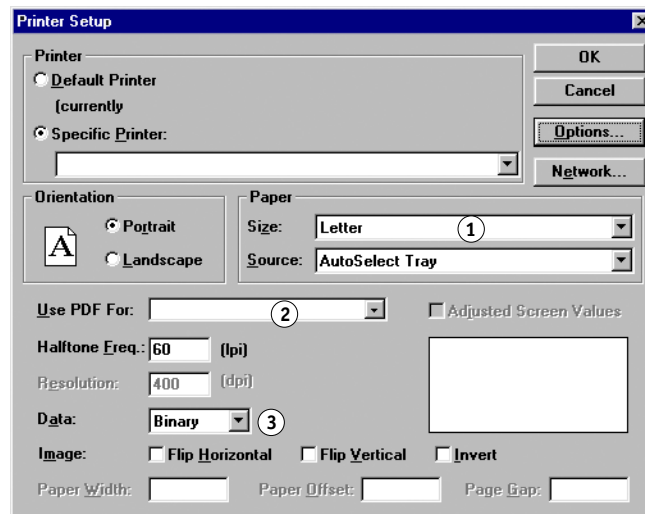 Printer Setup
Printer
Default Printer
(currently
Specific Printer:
OK
Cancel
Options...
Network...
Orientation
A
Portrait
Landscape
Paper
Size: Letter 1
Source: AutoSelect Tray
Use PDF For: 2
Adjusted Screen Values
Halftone Freq.: 60 (lpi)
Resolution: 400 (dpi)
Data: Binary 3
Image: Flip Horizontal Flip Vertical Invert
Paper Width: Paper Offset: Page Gap: